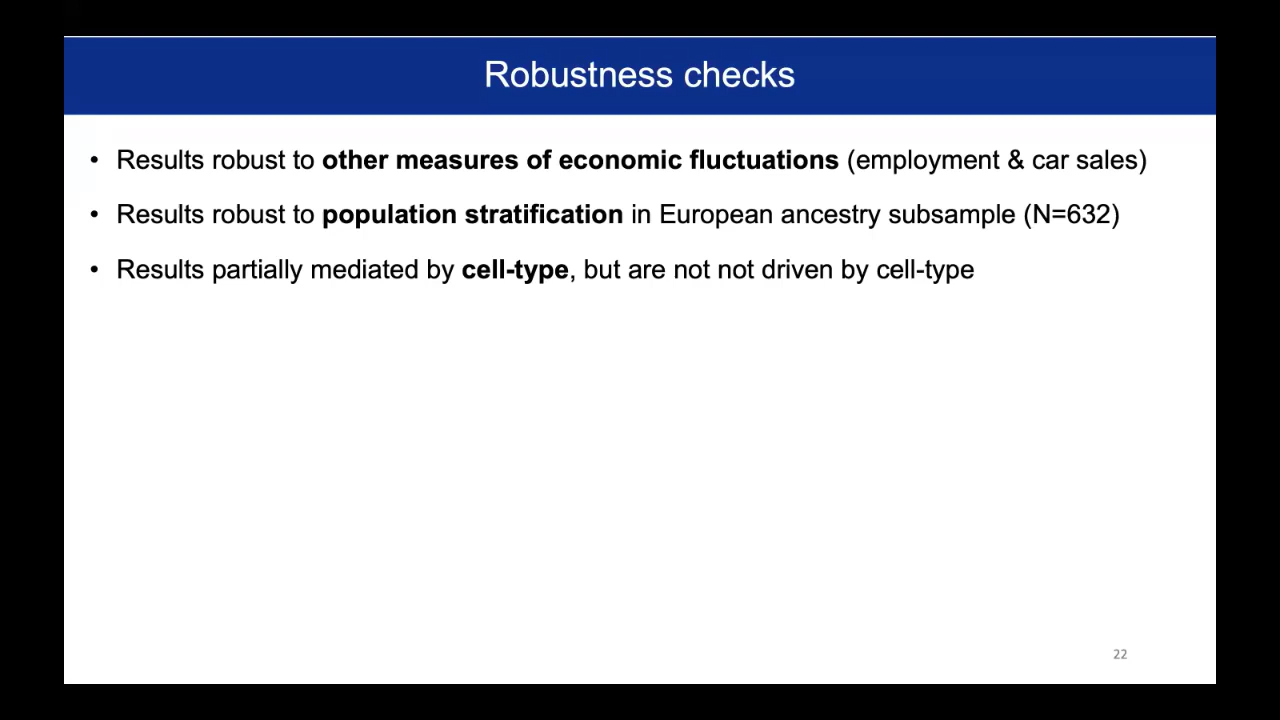 Robustness checks
• Results robust to other measures of economic fluctuations (employment & car sales)
• Results robust to population stratification in European ancestry subsample (N=632)
• Results partially mediated by cell-type, but are not not driven by cell-type
22